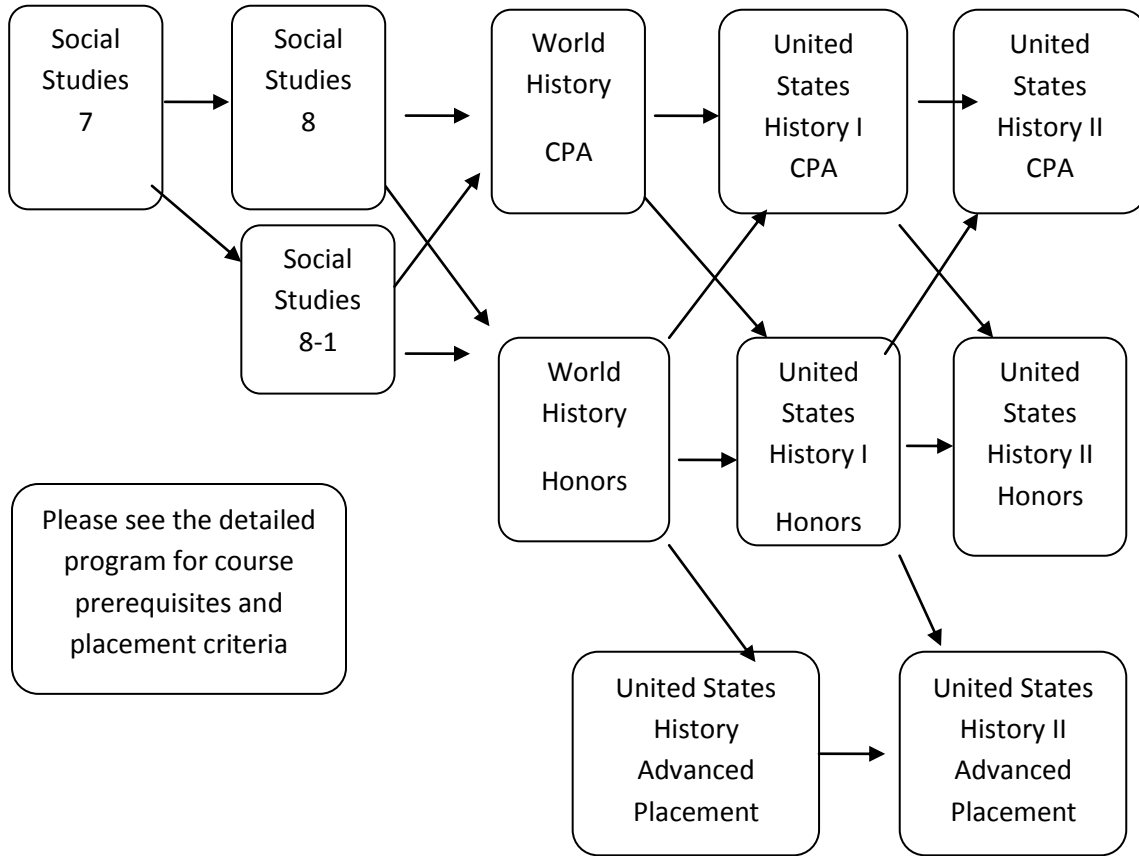 Social
Studies
7
Social
Studies
8
World
History
CPA
United
States
History I
CPA
United
States
History II
CPA
Social
Studies
8-1
World
History
Honors
United
States
History I
Honors
United
States
History II
Honors
Please see the detailed
program for course
prerequisites and
placement criteria
United States
History
Advanced
Placement
United States
History II
Advanced
Placement